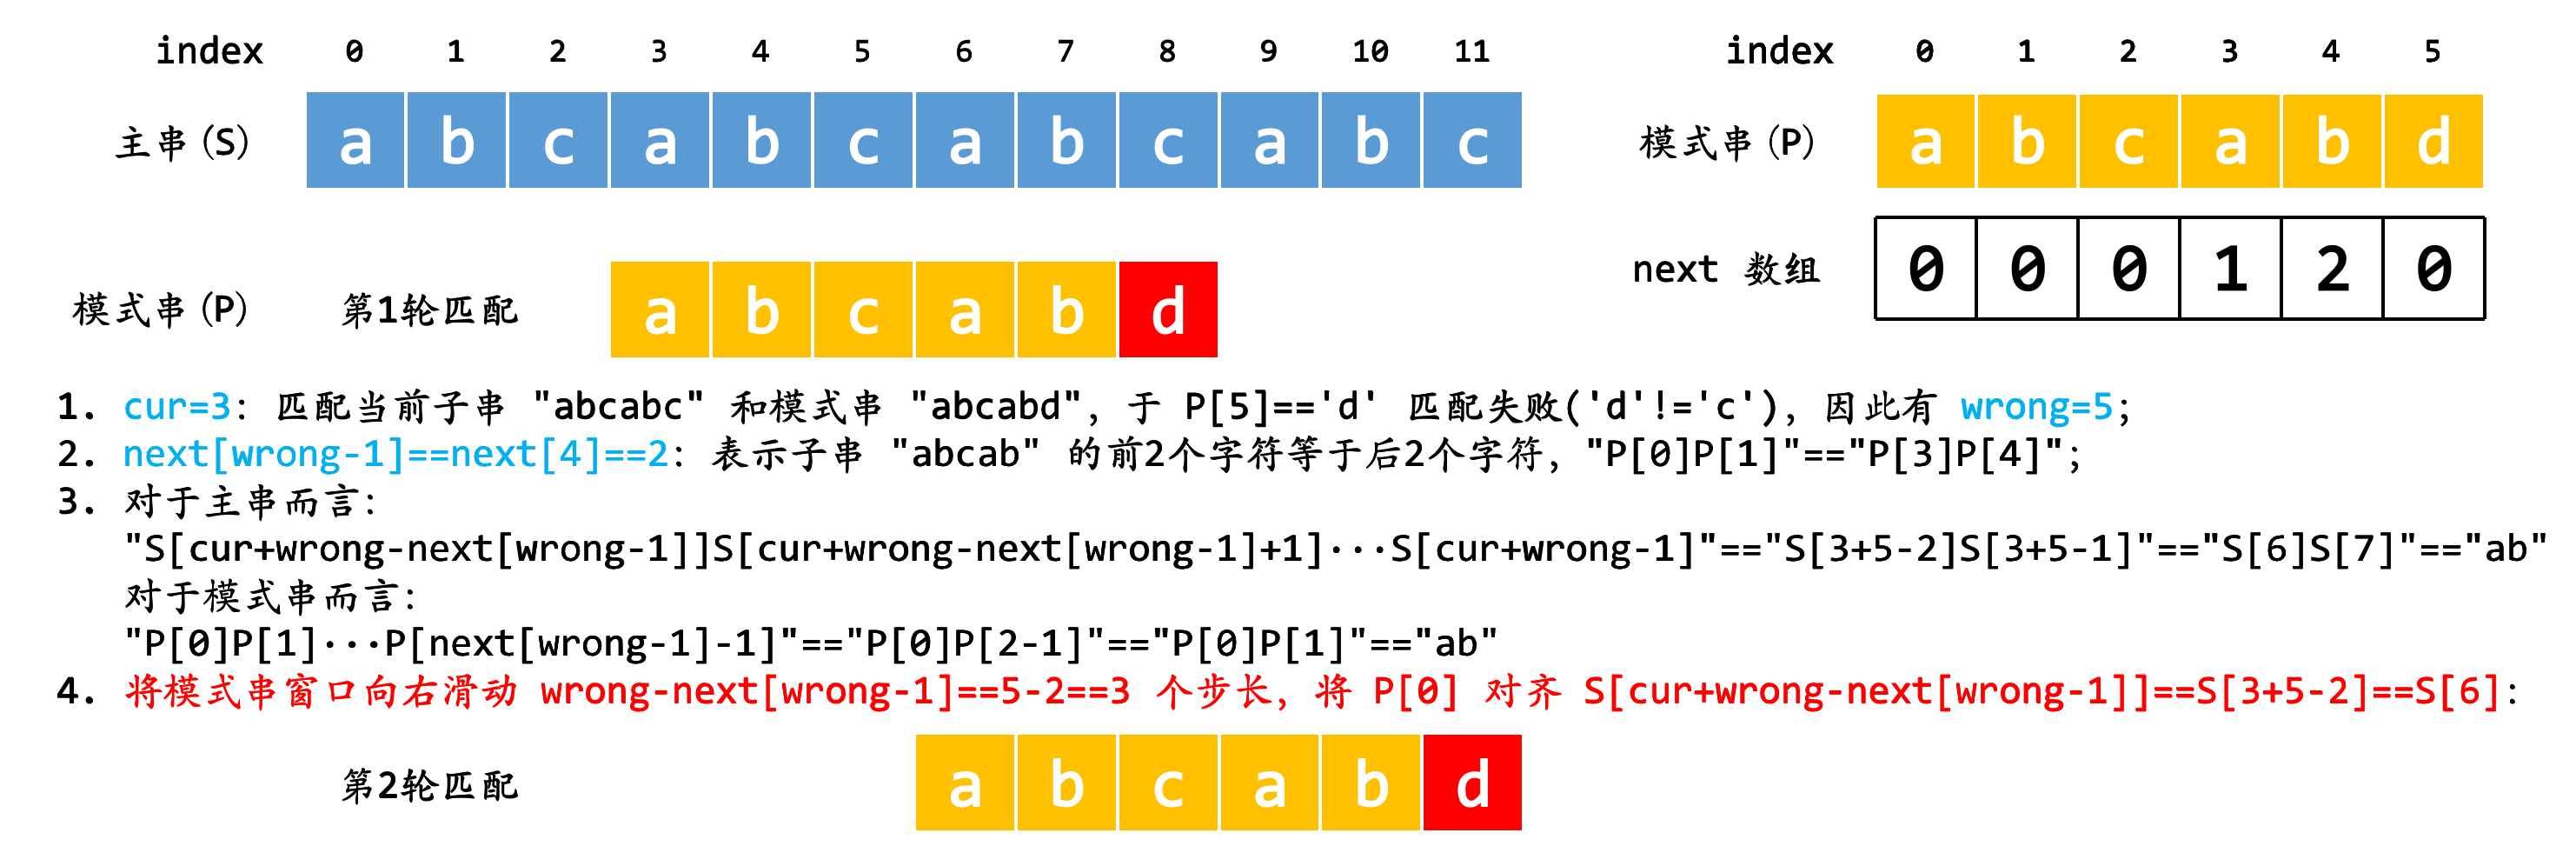 index 0 1 2 3 4 5 6 7 8 9 10 11
主串(S) a b c a b c a b c a b c
index 0 1 2 3 4 5
模式串(P) a b c a b d
next 数组 0 0 0 1 2 0
模式串(P) 第1轮匹配 a b c a b d
1. cur=3: 匹配当前子串 "abcabc" 和模式串 "abcabd", 于 P[5]=='d' 匹配失败('d'!='c'), 因此有 wrong=5;
2. next[wrong-1]==next[4]==2: 表示子串 "abcab" 的前2个字符等于后2个字符, "P[0]P[1]"=="P[3]P[4]";
3. 对于主串而言:
"S[cur+wrong-next[wrong-1]]S[cur+wrong-next[wrong-1]+1]···S[cur+wrong-1]"=="S[3+5-2]S[3+5-1]"=="S[6]S[7]"=="ab"
对于模式串而言:
"P[0]P[1]···P[next[wrong-1]-1]"=="P[0]P[2-1]"=="P[0]P[1]"=="ab"
4. 将模式串窗口向右滑动 wrong-next[wrong-1]==5-2==3 个步长, 将 P[0] 对齐 S[cur+wrong-next[wrong-1]]==S[3+5-2]==S[6]:
第2轮匹配 a b c a b d